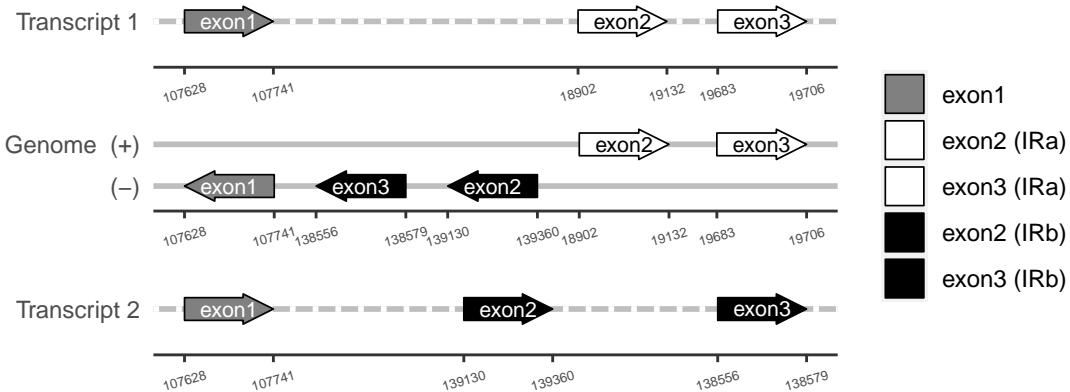 Transcript 1 exon1 exon2 exon3
107628 107741 18902 19132 19683 19706
Genome (+) exon2 exon3
(−) exon1 exon3 exon2
107628 107741 138556 138579 139130 139360 18902 19132 19683 19706
Transcript 2 exon1 exon2 exon3
107628 107741 139130 139360 138556 138579
exon1
exon2 (IRa)
exon3 (IRa)
exon2 (IRb)
exon3 (IRb)